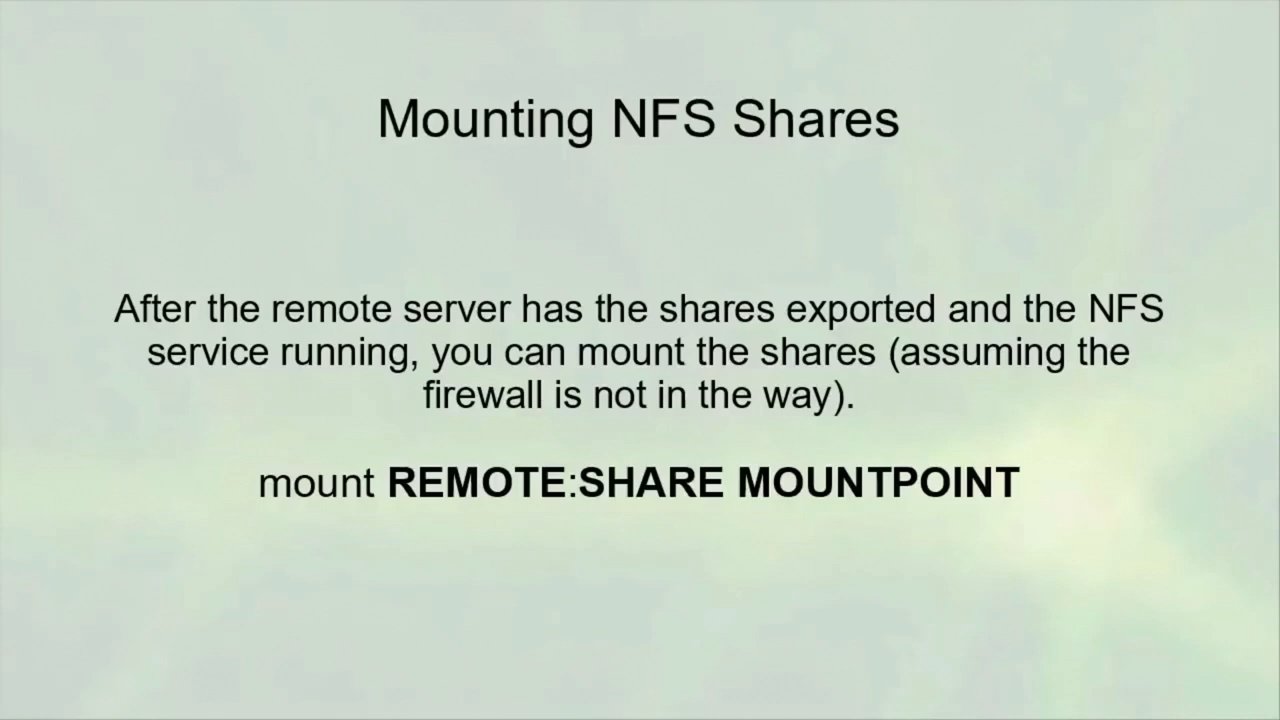 Mounting NFS Shares
After the remote server has the shares exported and the NFS
service running, you can mount the shares (assuming the
firewall is not in the way).
mount REMOTE:SHARE MOUNTPOINT